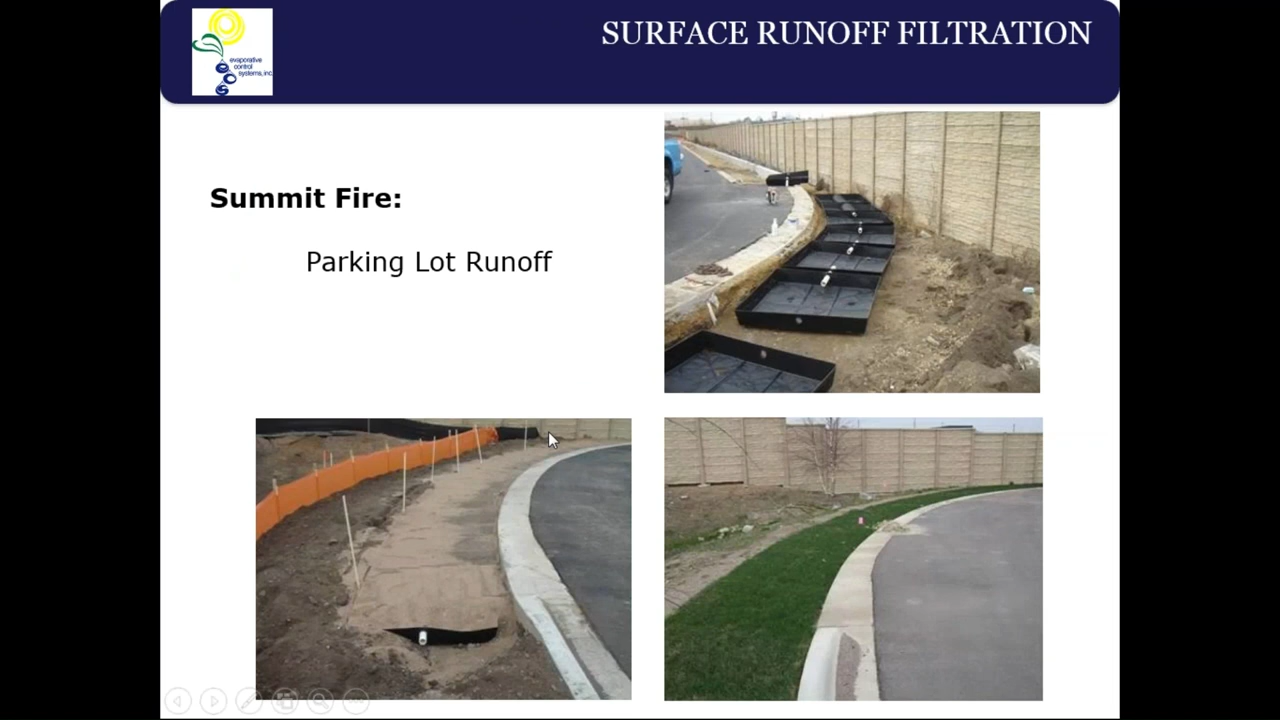 SURFACE RUNOFF FILTRATION
evaporative
control
systems, inc.
Summit Fire:
Parking Lot Runoff